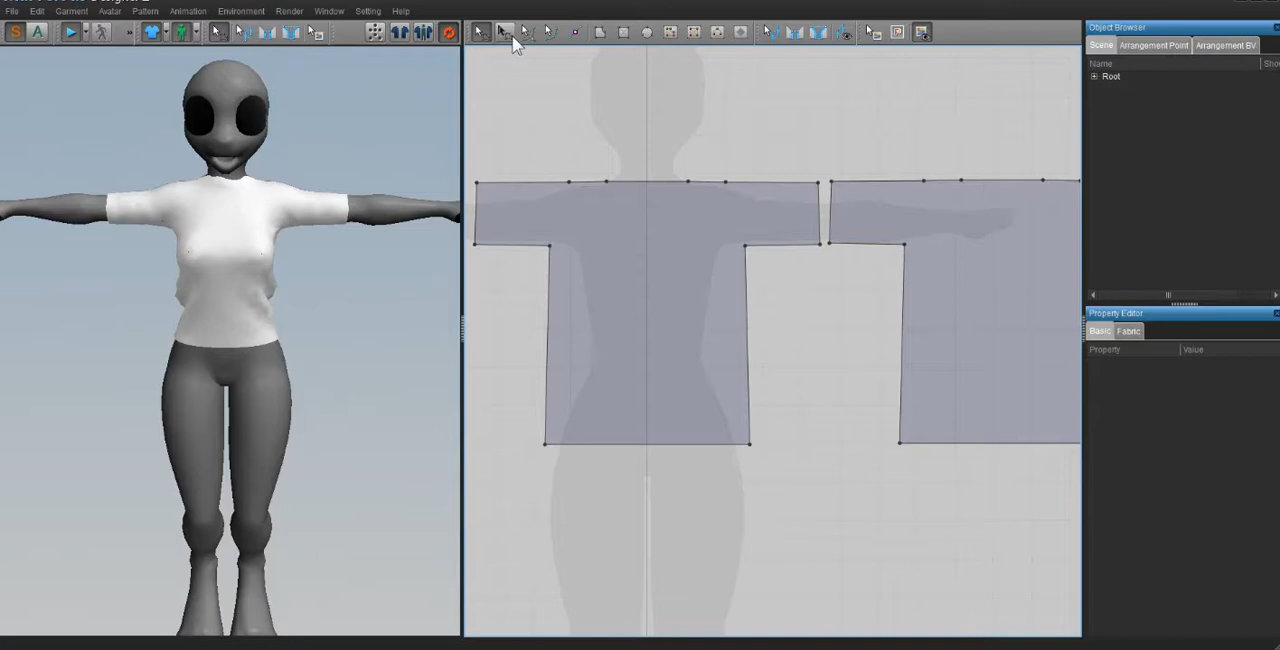 File Edit Garment Avatar Pattern Animation Environment Render Window Setting Help
S A »
Object Browser
Scene Arrangement Point Arrangement BV
Name Sho
Root
Property Editor
Basic Fabric
Property Value